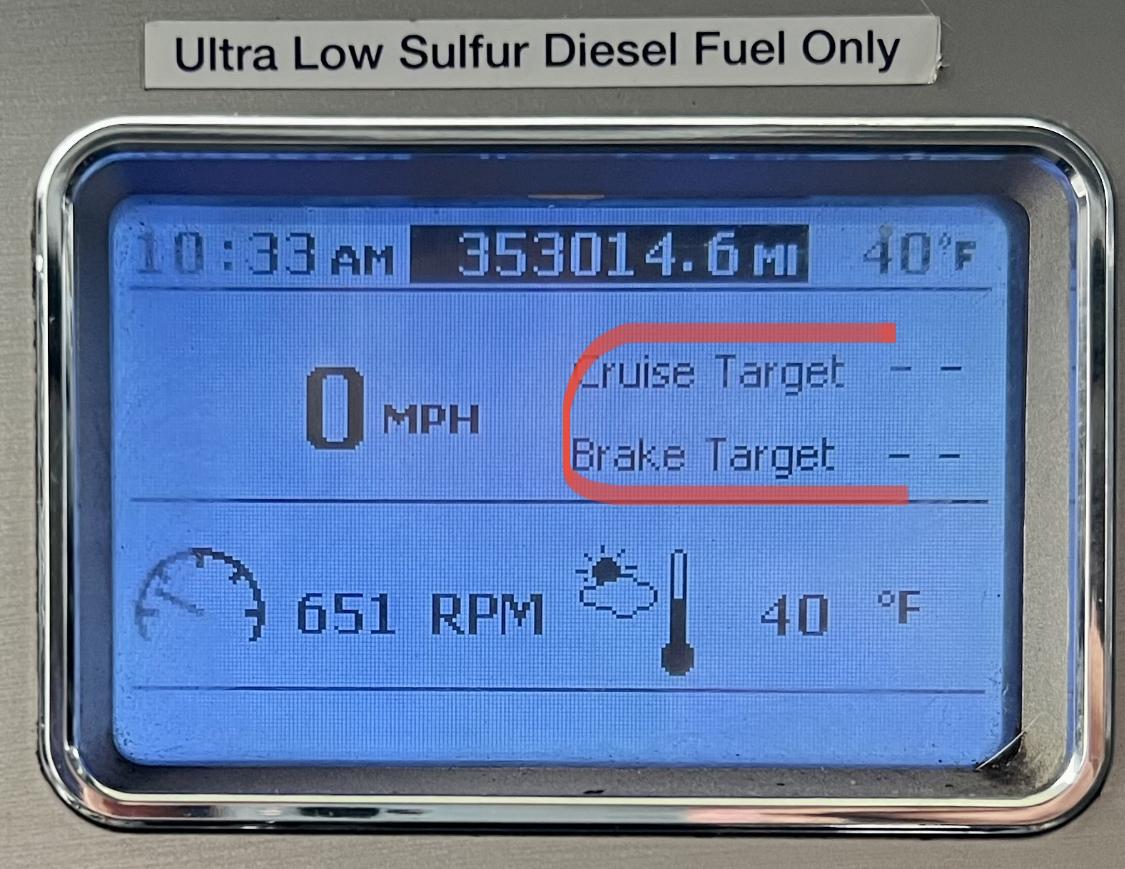 Ultra Low Sulfur Diesel Fuel Only
10:33 AM 353014.6 MI 40°F
0 MPH
Cruise Target - -
Brake Target - -
651 RPM 40 °F